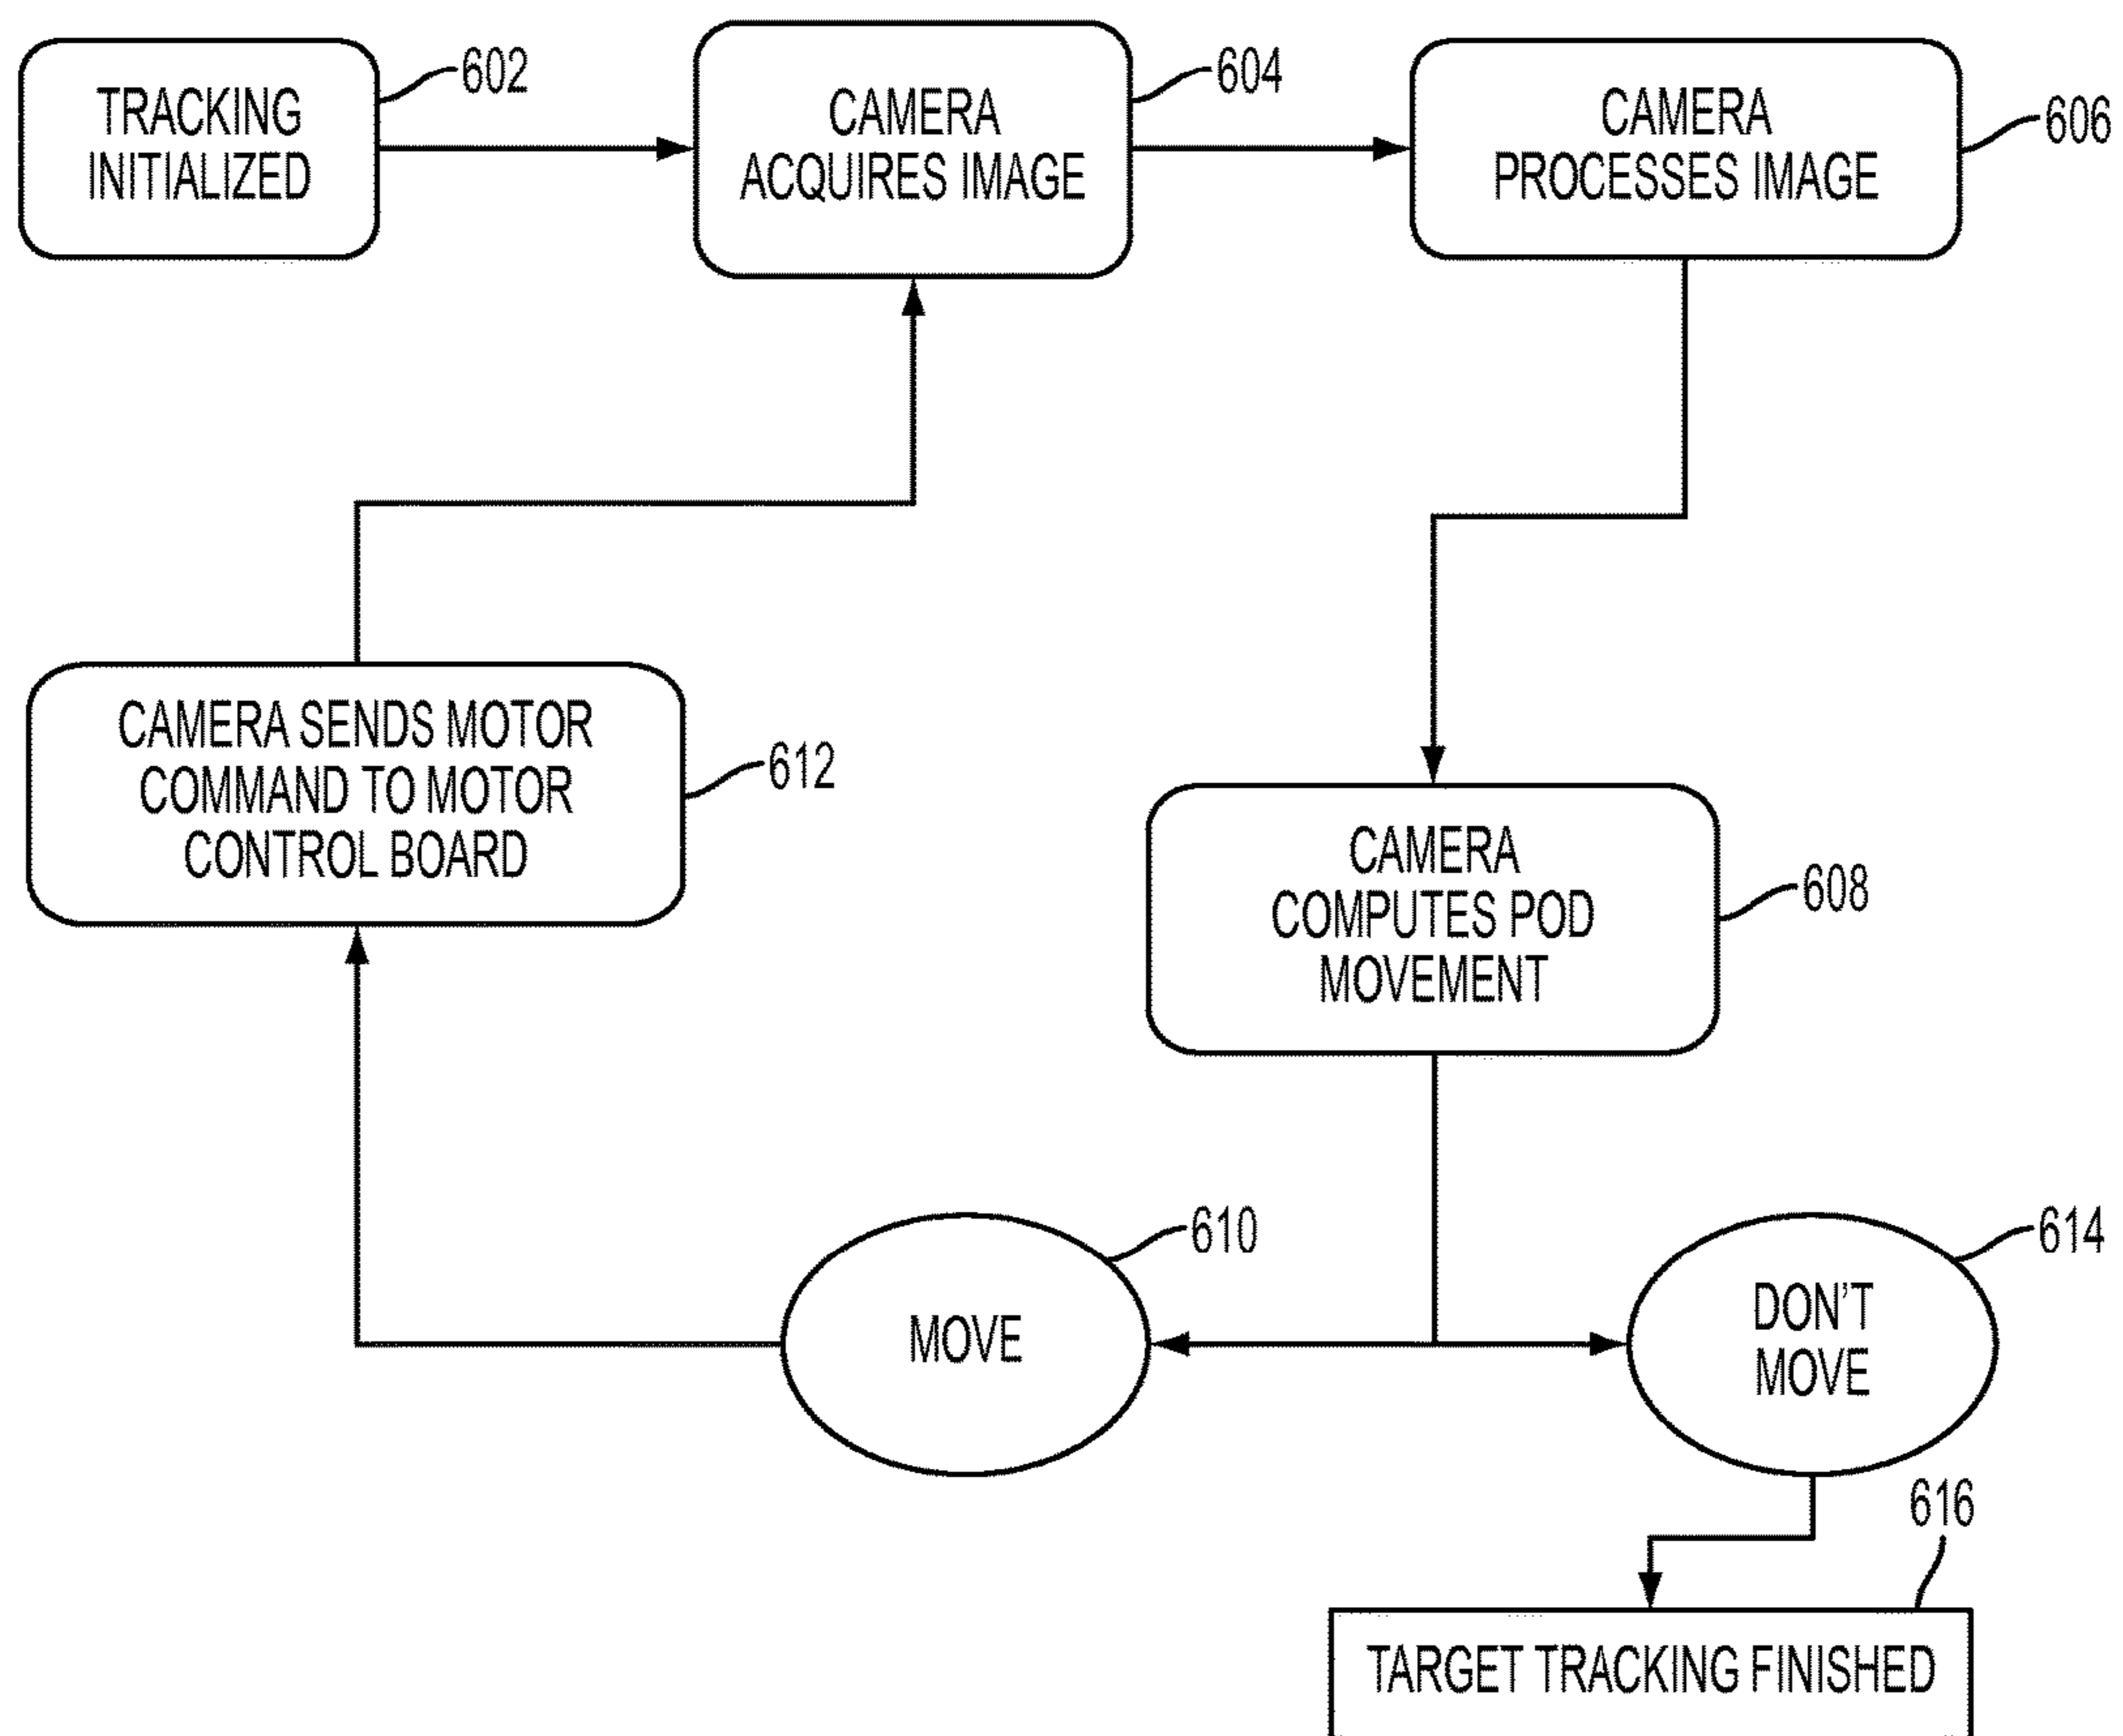 TRACKING
INITIALIZED
602
CAMERA
ACQUIRES IMAGE
604
CAMERA
PROCESSES IMAGE
606
CAMERA SENDS MOTOR
COMMAND TO MOTOR
CONTROL BOARD
612
CAMERA
COMPUTES POD
MOVEMENT
608
MOVE
610
DON'T
MOVE
614
616
TARGET TRACKING FINISHED